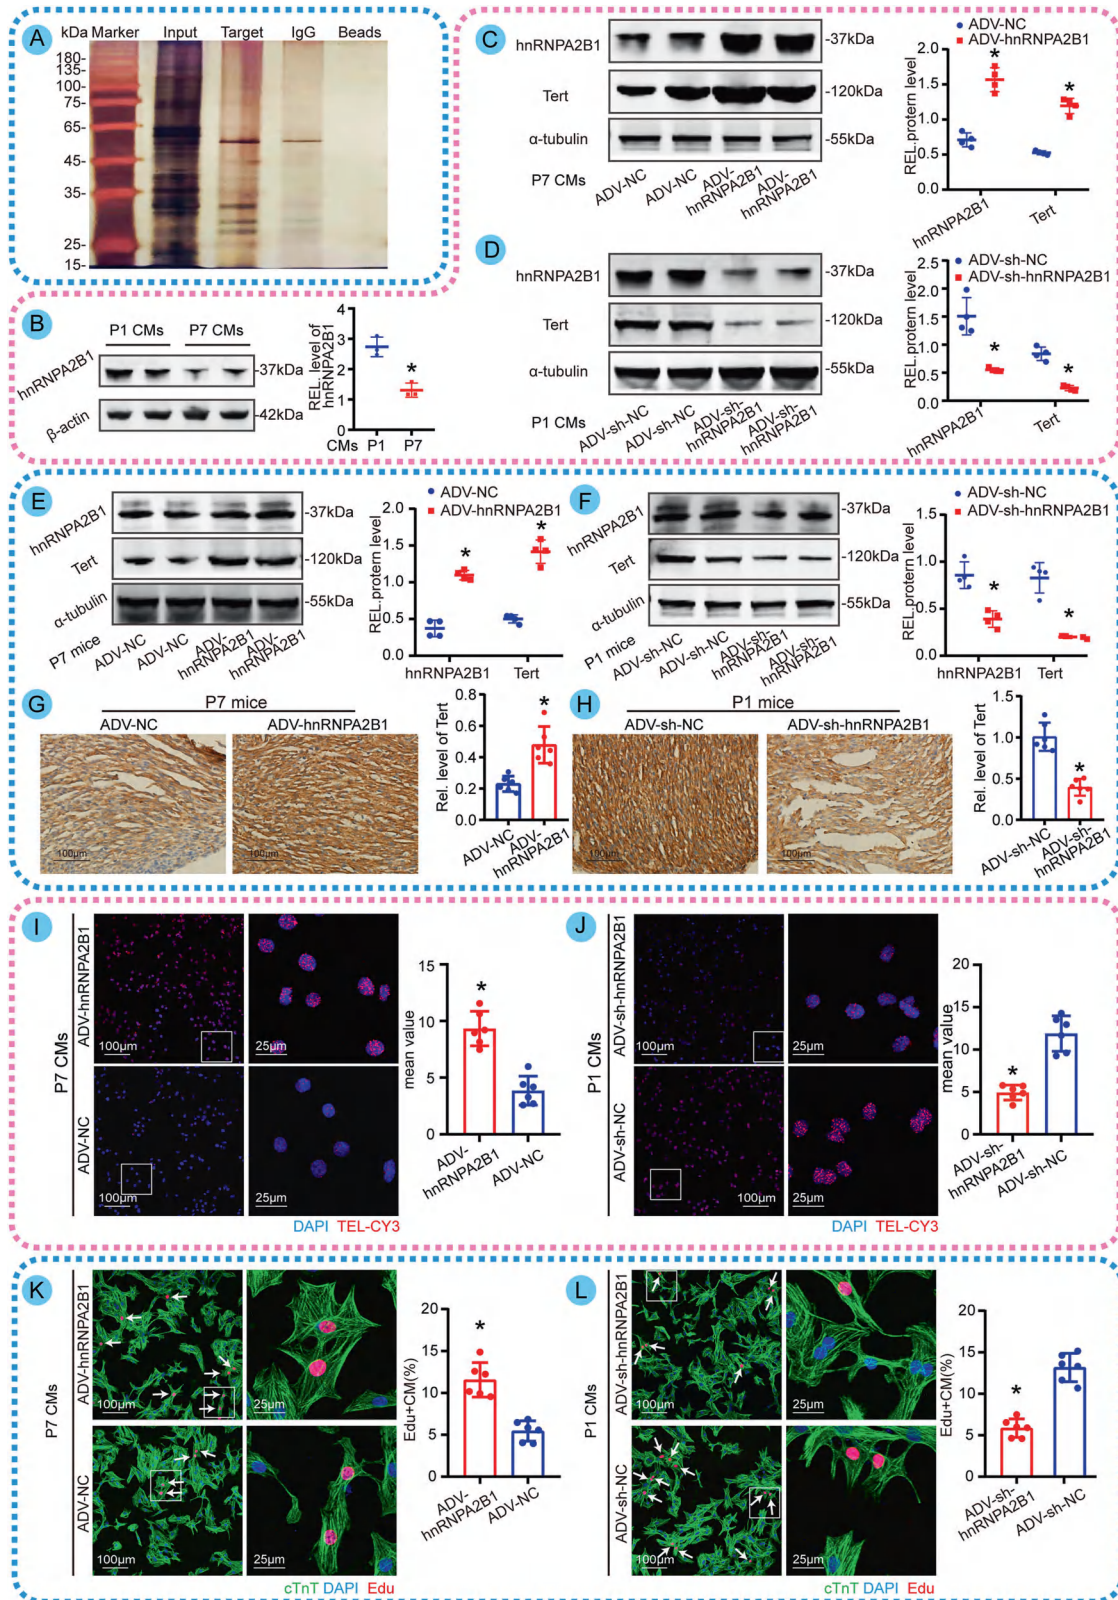 A
kDa Marker Input Target IgG Beads
180-
135-
100-
75-
65-
45-
35-
25-
15-
B
P1 CMs P7 CMs
hnRNPA2B1 -37kDa
β-actin -42kDa
REL. level of
hnRNPA2B1
4
3
2
1
0
*
CMs P1 P7
C
hnRNPA2B1 -37kDa
Tert -120kDa
α-tubulin -55kDa
P7 CMs ADV-NC ADV-NC ADV-hnRNPA2B1 ADV-hnRNPA2B1
ADV-NC
ADV-hnRNPA2B1
REL.protern level
2.0
1.5
1.0
0.5
0.0
* *
hnRNPA2B1 Tert
D
hnRNPA2B1 -37kDa
Tert -120kDa
α-tubulin -55kDa
P1 CMs ADV-sh-NC ADV-sh-NC ADV-sh-hnRNPA2B1 ADV-sh-hnRNPA2B1
ADV-sh-NC
ADV-sh-hnRNPA2B1
REL.protern level
2.5
2.0
1.5
1.0
0.5
0.0
* *
hnRNPA2B1 Tert
E
hnRNPA2B1 -37kDa
Tert -120kDa
α-tubulin -55kDa
P7 mice ADV-NC ADV-NC ADV-hnRNPA2B1 ADV-hnRNPA2B1
ADV-NC
ADV-hnRNPA2B1
REL.protern level
2.0
1.5
1.0
0.5
0.0
* *
hnRNPA2B1 Tert
F
hnRNPA2B1 -37kDa
Tert -120kDa
α-tubulin -55kDa
P1 mice ADV-sh-NC ADV-sh-NC ADV-sh-hnRNPA2B1 ADV-sh-hnRNPA2B1
ADV-sh-NC
ADV-sh-hnRNPA2B1
REL.protern level
1.5
1.0
0.5
0.0
* *
hnRNPA2B1 Tert
G
P7 mice
ADV-NC ADV-hnRNPA2B1
100μm 100μm
Rel. level of Tert
0.8
0.6
0.4
0.2
0.0
*
ADV-NC ADV-hnRNPA2B1
H
P1 mice
ADV-sh-NC ADV-sh-hnRNPA2B1
100μm 100μm
Rel. level of Tert
1.5
1.0
0.5
0.0
*
ADV-sh-NC ADV-sh-hnRNPA2B1
I
P7 CMs
ADV-hnRNPA2B1
100μm 25μm
ADV-NC
100μm 25μm
DAPI TEL-CY3
mean value
15
10
5
0
*
ADV-hnRNPA2B1 ADV-NC
J
P1 CMs
ADV-sh-hnRNPA2B1
100μm 25μm
ADV-sh-NC
100μm 25μm
DAPI TEL-CY3
mean value
20
15
10
5
0
*
ADV-sh-hnRNPA2B1 ADV-sh-NC
K
P7 CMs
ADV-hnRNPA2B1
100μm 25μm
ADV-NC
100μm 25μm
cTnT DAPI Edu
Edu+CM(%)
20
15
10
5
0
*
ADV-hnRNPA2B1 ADV-NC
L
P1 CMs
ADV-sh-hnRNPA2B1
100μm 25μm
ADV-sh-NC
100μm 25μm
cTnT DAPI Edu
Edu+CM(%)
20
15
10
5
0
*
ADV-sh-hnRNPA2B1 ADV-sh-NC